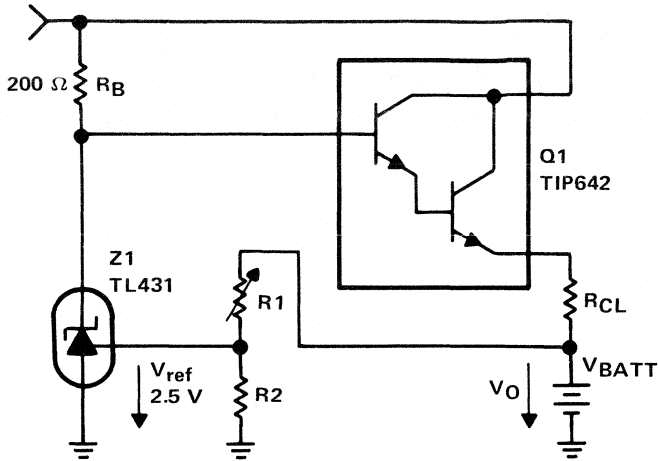 200 Ω RB
Q1
TIP642
Z1
TL431
R1
RCL
Vref
2.5 V
R2
VO
VBATT